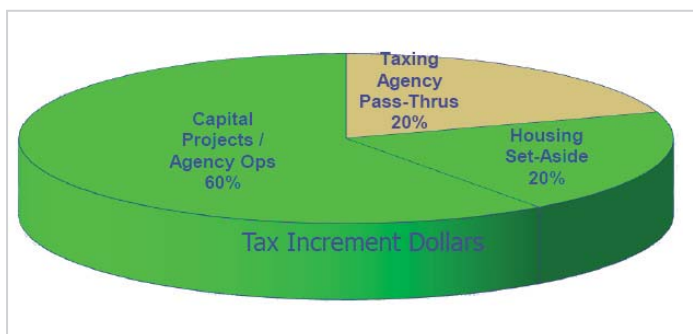 Taxing
Agency
Pass-Thrus
20%
Capital
Projects /
Agency Ops
60%
Housing
Set-Aside
20%
Tax Increment Dollars